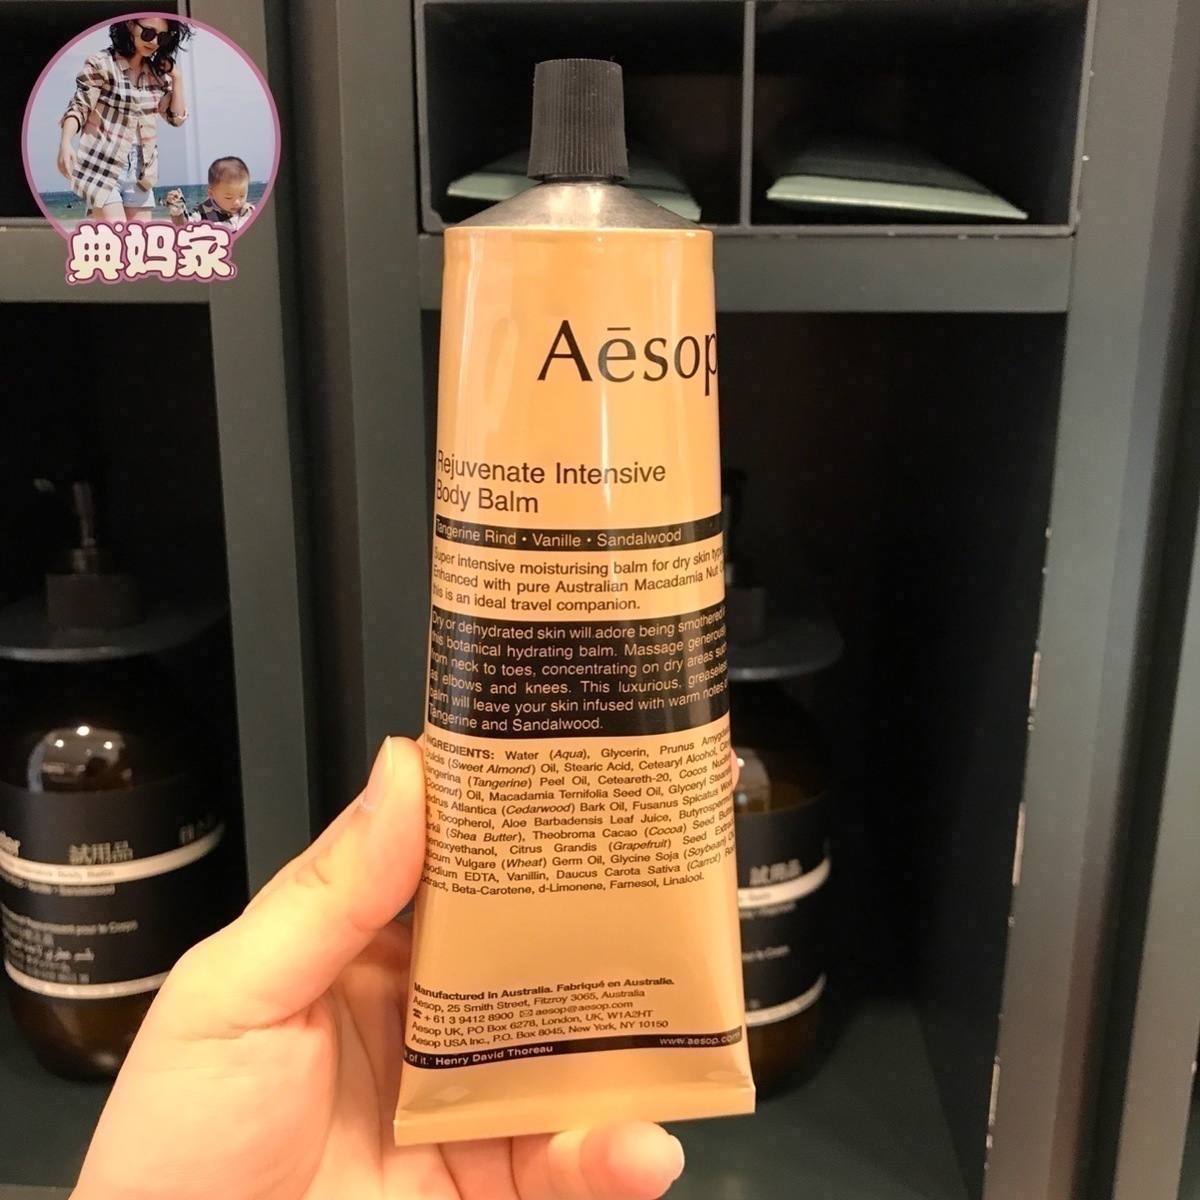 典妈家
Aēsop
Rejuvenate Intensive
Body Balm
Tangerine Rind • Vanille • Sandalwood
Super intensive moisturising balm for dry skin types
Enhanced with pure Australian Macadamia Nut
this is an ideal travel companion.
Dry or dehydrated skin will adore being smothered
this botanical hydrating balm. Massage generously
from neck to toes, concentrating on dry areas such
as elbows and knees. This luxurious, greaseless
balm will leave your skin infused with warm notes of
Tangerine and Sandalwood.
INGREDIENTS: Water (Aqua), Glycerin, Prunus
Dulcis (Sweet Almond) Oil, Stearic Acid, Cetearyl Alcohol,
Tangerina (Tangerine) Peel Oil, Ceteareth-20, Cocos
(Coconut) Oil, Macadamia Ternifolia Seed Oil, Glyceryl
Cedrus Atlantica (Cedarwood) Bark Oil, Fusanus Spicatus
Tocopherol, Aloe Barbadensis Leaf Juice,
(Shea Butter), Theobroma Cacao (Cocoa) Seed Butter,
Phenoxyethanol, Citrus Grandis (Grapefruit) Seed Extract,
Vulgare (Wheat) Germ Oil, Glycine Soja (Soybean)
EDTA, Vanillin, Daucus Carota Sativa (Carrot)
Extract, Beta-Carotene, d-Limonene, Farnesol, Linalool.
Manufactured in Australia. Fabriqué en Australie.
Aesop, 25 Smith Street, Fitzroy 3065, Australia
☎ + 61 3 9412 8900 ✉ aesop@aesop.com
Aesop UK, PO Box 6278, London, UK, W1A2HT
Aesop USA Inc., P.O. Box 8045, New York, NY 10150
of it.' Henry David Thoreau
www.aesop.com
試用品
試用品